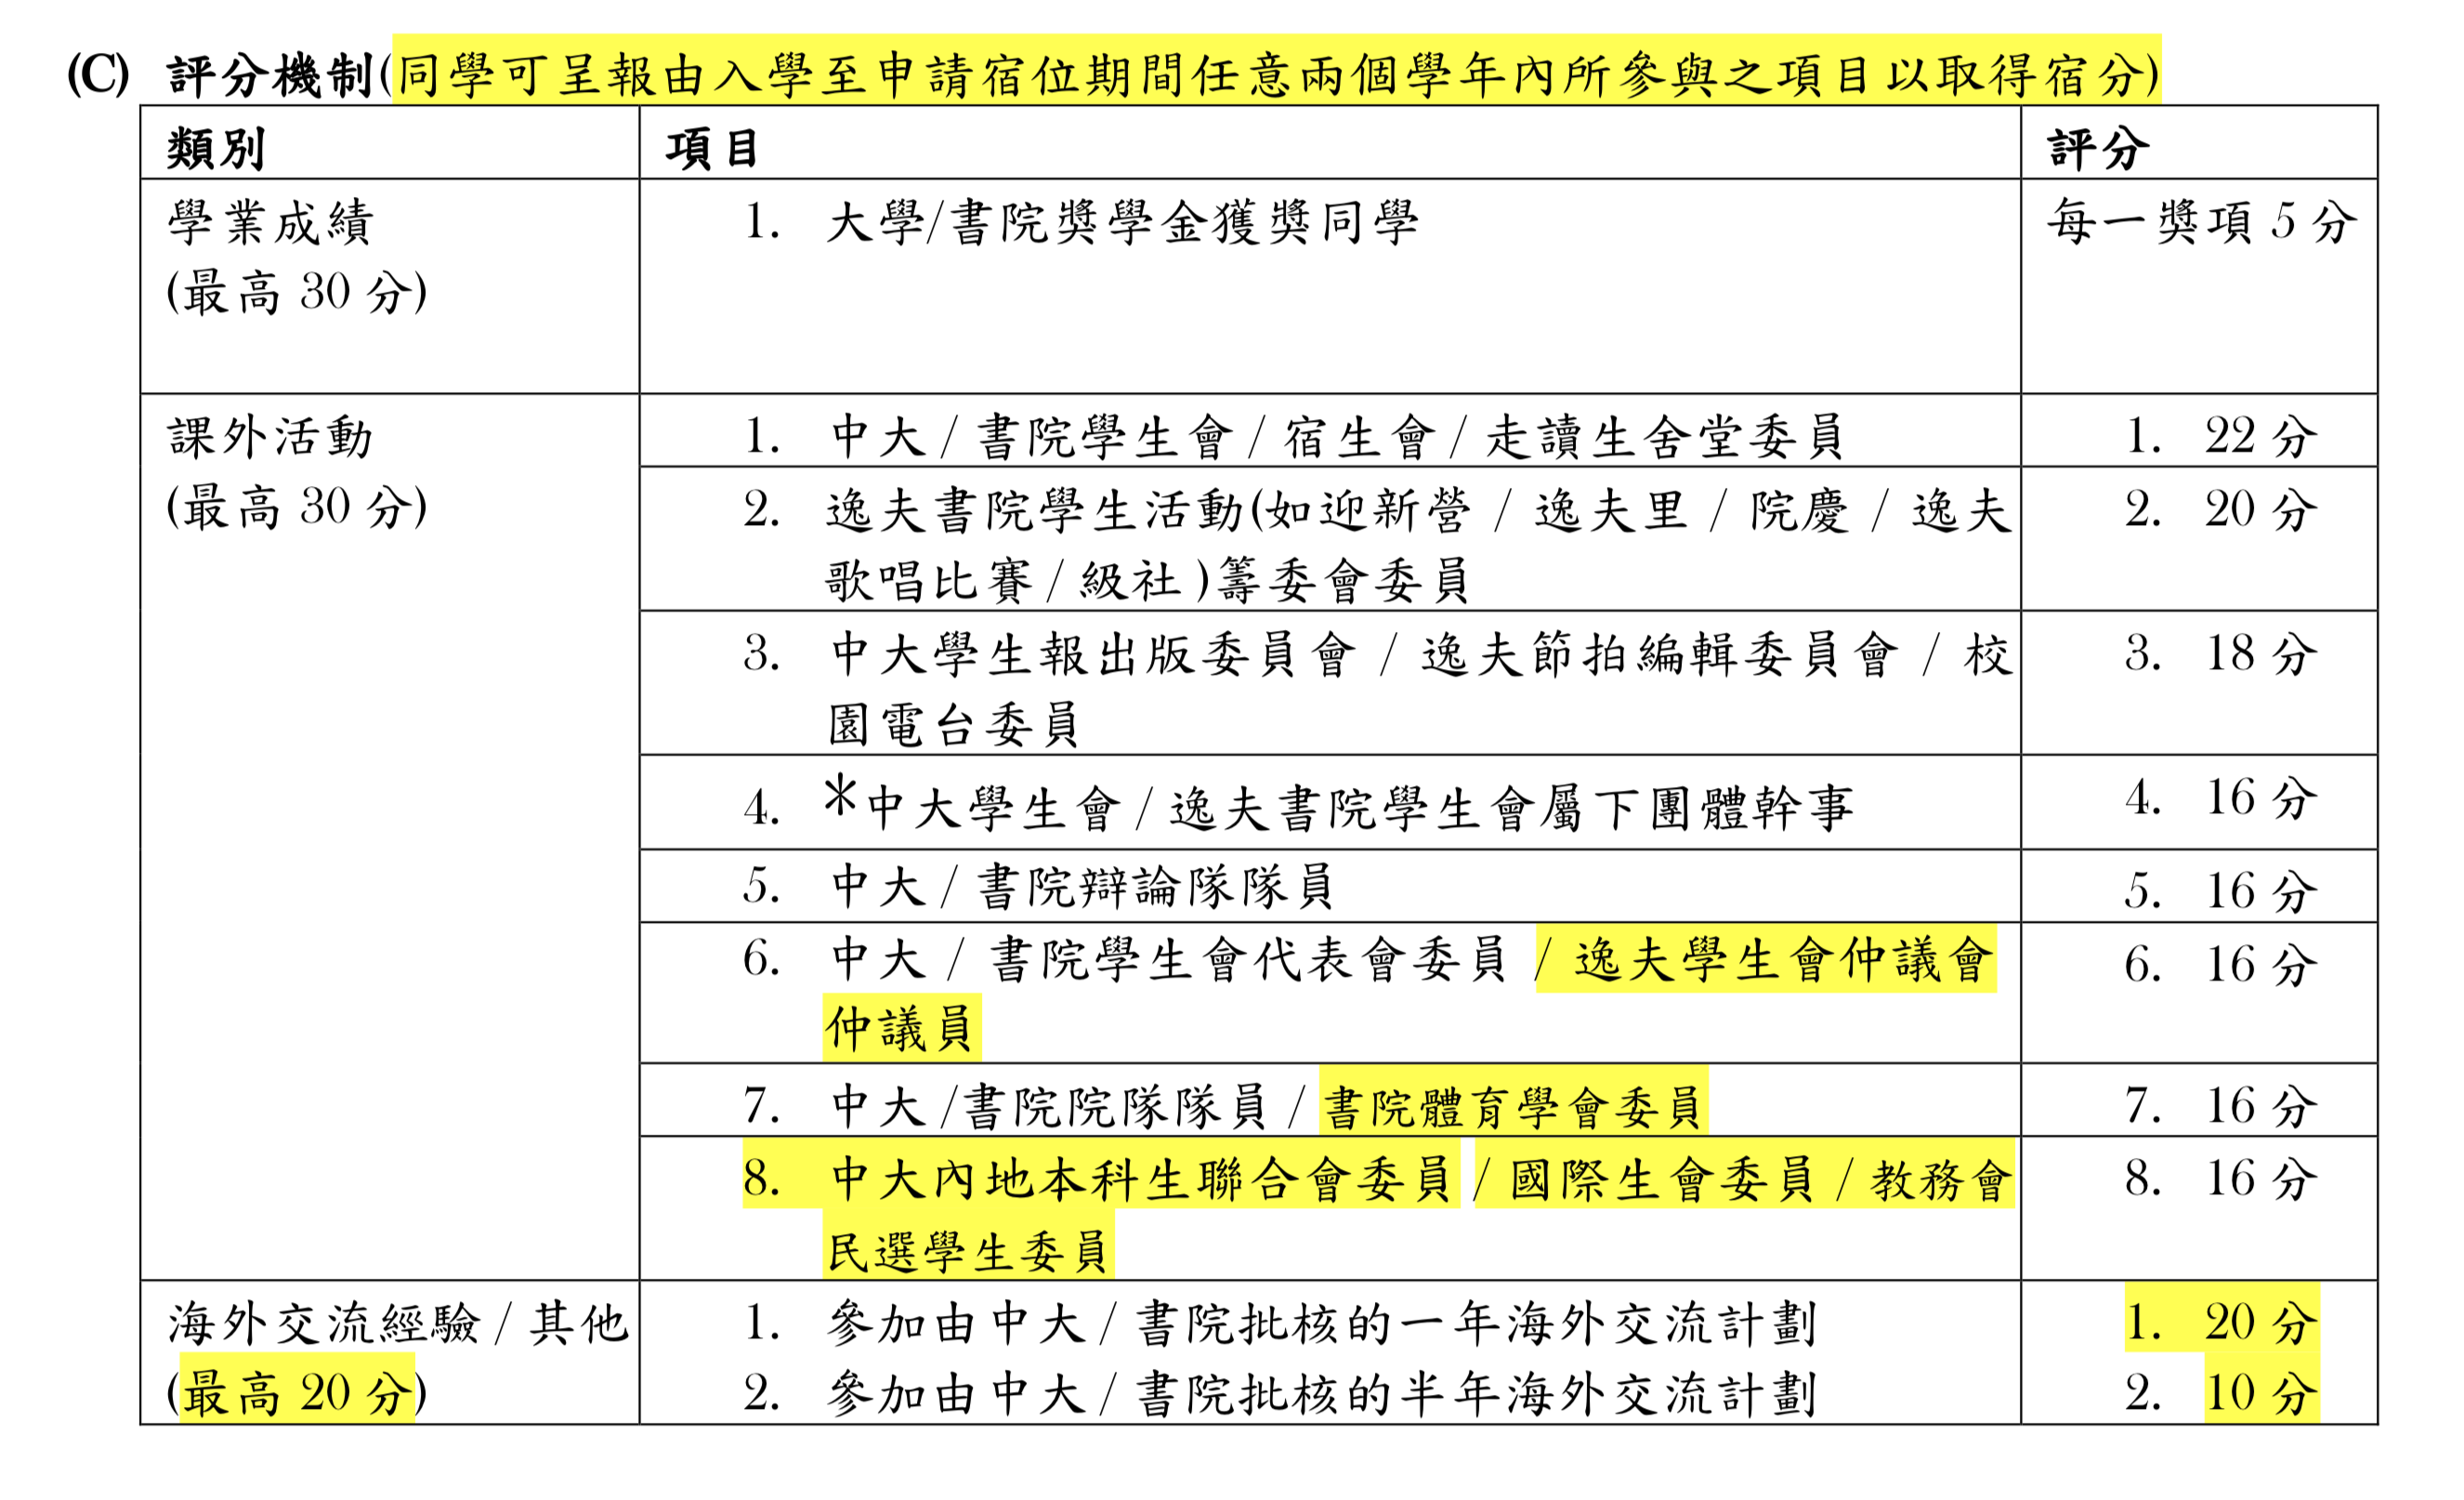 (C) 評分機制(同學可呈報由入學至申請宿位期間任意兩個學年內所參與之項目以取得宿分)
類別 項目 評分
學業成績 1. 大學/書院獎學金獲獎同學 每一獎項 5 分
(最高 30 分)
課外活動 1. 中大/書院學生會/宿生會/走讀生舍堂委員 1. 22 分
(最高 30 分) 2. 逸夫書院學生活動(如迎新營/逸夫里/院慶/逸夫 2. 20 分
歌唱比賽/級社)籌委會委員
3. 中大學生報出版委員會/逸夫節拍編輯委員會/校 3. 18 分
園電台委員
4. *中大學生會/逸夫書院學生會屬下團體幹事 4. 16 分
5. 中大/書院辯論隊隊員 5. 16 分
6. 中大/書院學生會代表會委員/逸夫學生會仲議會 6. 16 分
仲議員
7. 中大/書院院隊隊員/書院體育學會委員 7. 16 分
8. 中大內地本科生聯合會委員/國際生會委員/教務會 8. 16 分
民選學生委員
海外交流經驗/其他 1. 參加由中大/書院批核的一年海外交流計劃 1. 20 分
(最高 20 分) 2. 參加由中大/書院批核的半年海外交流計劃 2. 10 分